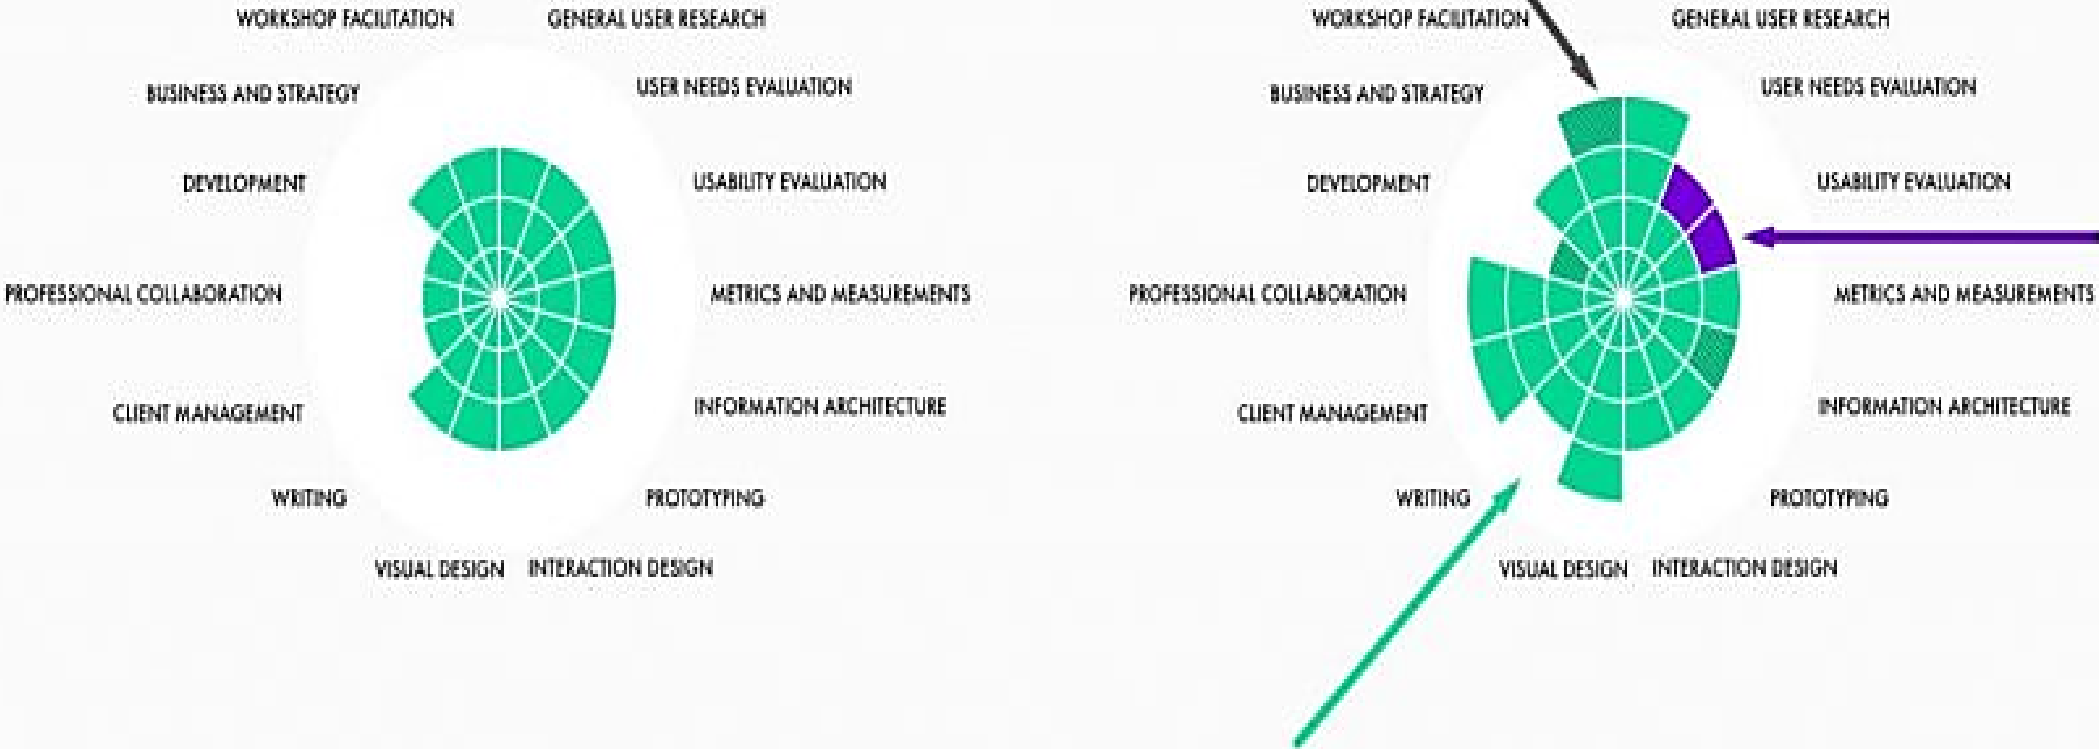 WORKSHOP FACILITATION
GENERAL USER RESEARCH
BUSINESS AND STRATEGY
USER NEEDS EVALUATION
DEVELOPMENT
USABILITY EVALUATION
PROFESSIONAL COLLABORATION
METRICS AND MEASUREMENTS
CLIENT MANAGEMENT
INFORMATION ARCHITECTURE
WRITING
PROTOTYPING
VISUAL DESIGN
INTERACTION DESIGN
WORKSHOP FACILITATION
GENERAL USER RESEARCH
BUSINESS AND STRATEGY
USER NEEDS EVALUATION
DEVELOPMENT
USABILITY EVALUATION
PROFESSIONAL COLLABORATION
METRICS AND MEASUREMENTS
CLIENT MANAGEMENT
INFORMATION ARCHITECTURE
WRITING
PROTOTYPING
VISUAL DESIGN
INTERACTION DESIGN